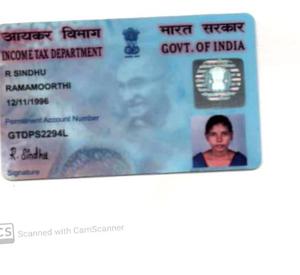 आयकर विभाग
INCOME TAX DEPARTMENT
भारत सरकार
GOVT. OF INDIA
R SINDHU
RAMAMOORTHI
12/11/1996
Permanent Account Number
GTDPS2294L
R. Sindhu
Signature
CS Scanned with CamScanner